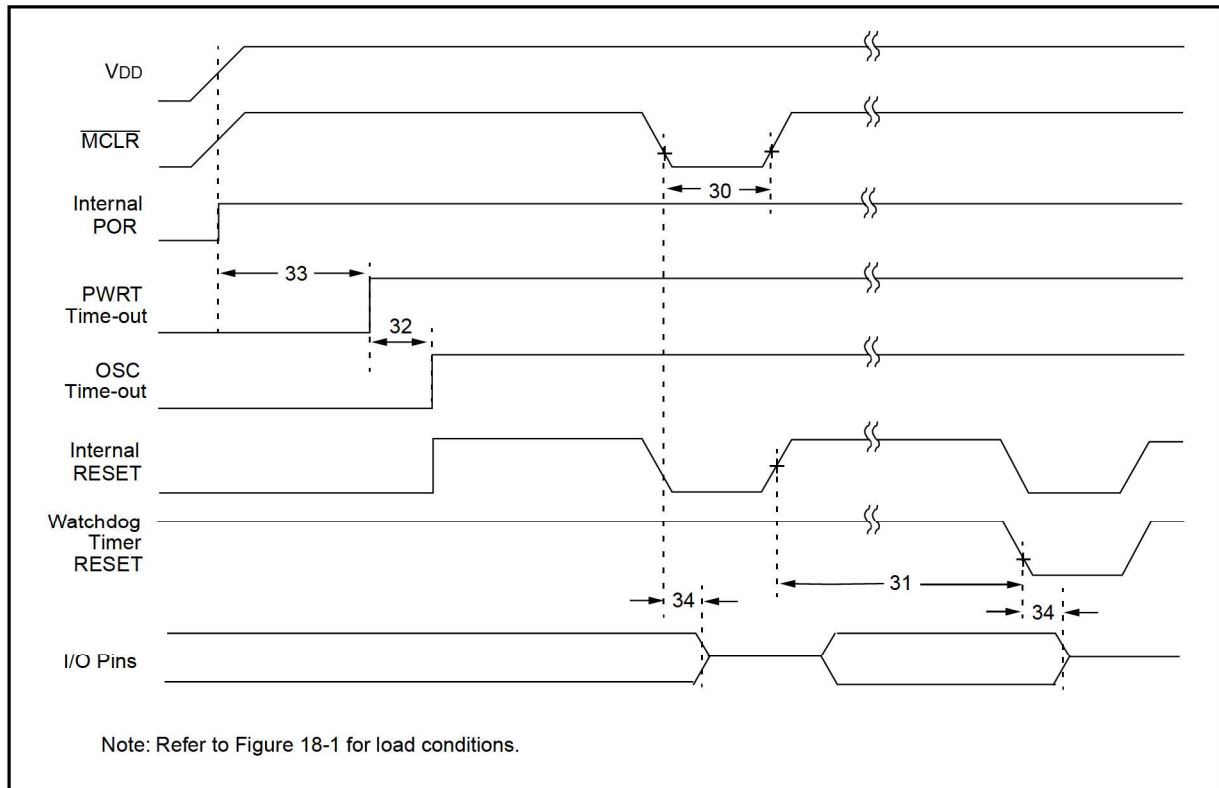 VDD
MCLR
30
Internal
POR
33
PWRT
Time-out
32
OSC
Time-out
Internal
RESET
Watchdog
Timer
RESET
31
34
34
I/O Pins
Note: Refer to Figure 18-1 for load conditions.